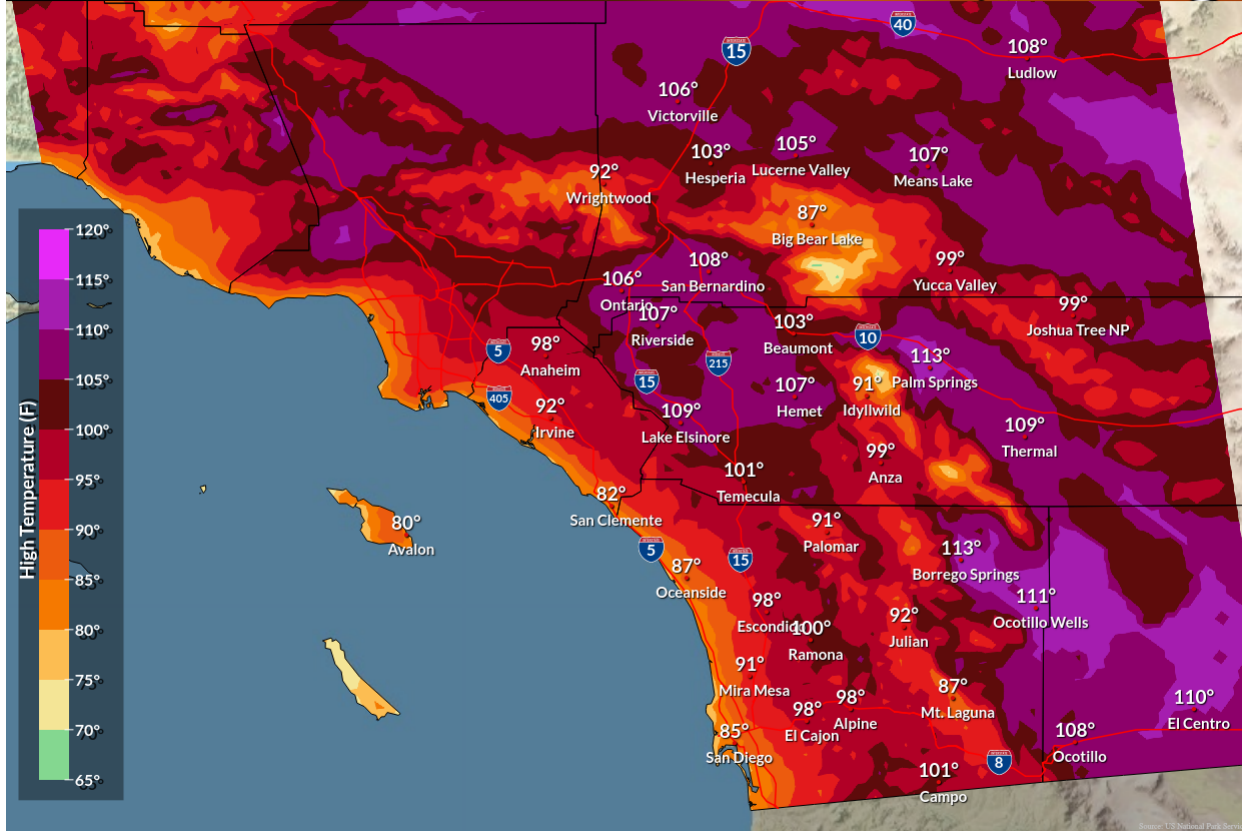 40
15
108°
Ludlow
106°
Victorville
103°
Hesperia
105°
Lucerne Valley
107°
Means Lake
92°
Wrightwood
87°
Big Bear Lake
120°
115°
110°
105°
100°
95°
90°
85°
80°
75°
70°
65°
High Temperature (F)
108°
San Bernardino
99°
Yucca Valley
106°
Ontario
99°
Joshua Tree NP
107°
Riverside
103°
Beaumont
10
5
98°
Anaheim
215
113°
Palm Springs
15
107°
Hemet
91°
Idyllwild
405
92°
Irvine
109°
Lake Elsinore
109°
Thermal
99°
Anza
101°
Temecula
82°
San Clemente
80°
Avalon
91°
Palomar
5
15
113°
Borrego Springs
87°
Oceanside
111°
Ocotillo Wells
98°
Escondido
100°
Ramona
92°
Julian
91°
Mira Mesa
87°
Mt. Laguna
98°
Alpine
98°
El Cajon
110°
El Centro
85°
San Diego
108°
Ocotillo
8
101°
Campo
Source: US National Park Servi